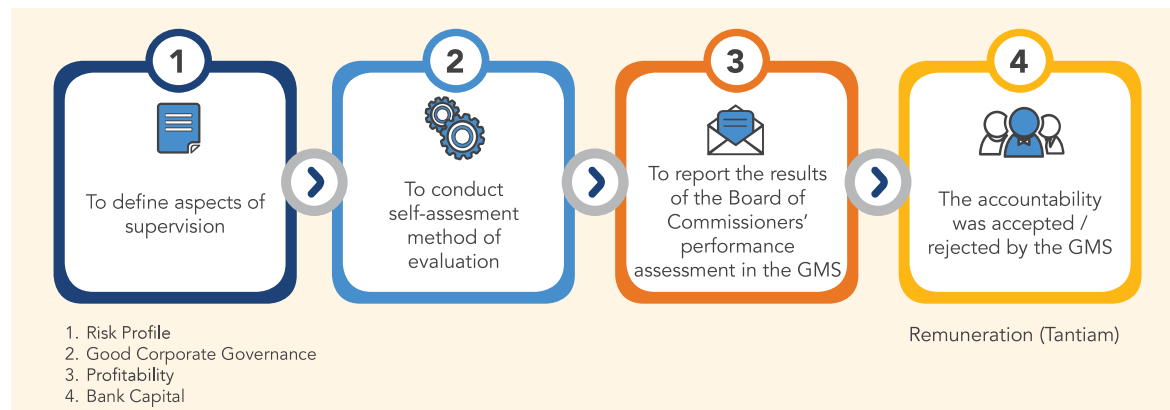 1
To define aspects of
supervision
2
To conduct
self-assesment
method of
evaluation
3
To report the results
of the Board of
Commissioners'
performance
assessment in the GMS
4
The accountability
was accepted /
rejected by the GMS
1. Risk Profile
2. Good Corporate Governance
3. Profitability
4. Bank Capital
Remuneration (Tantiam)